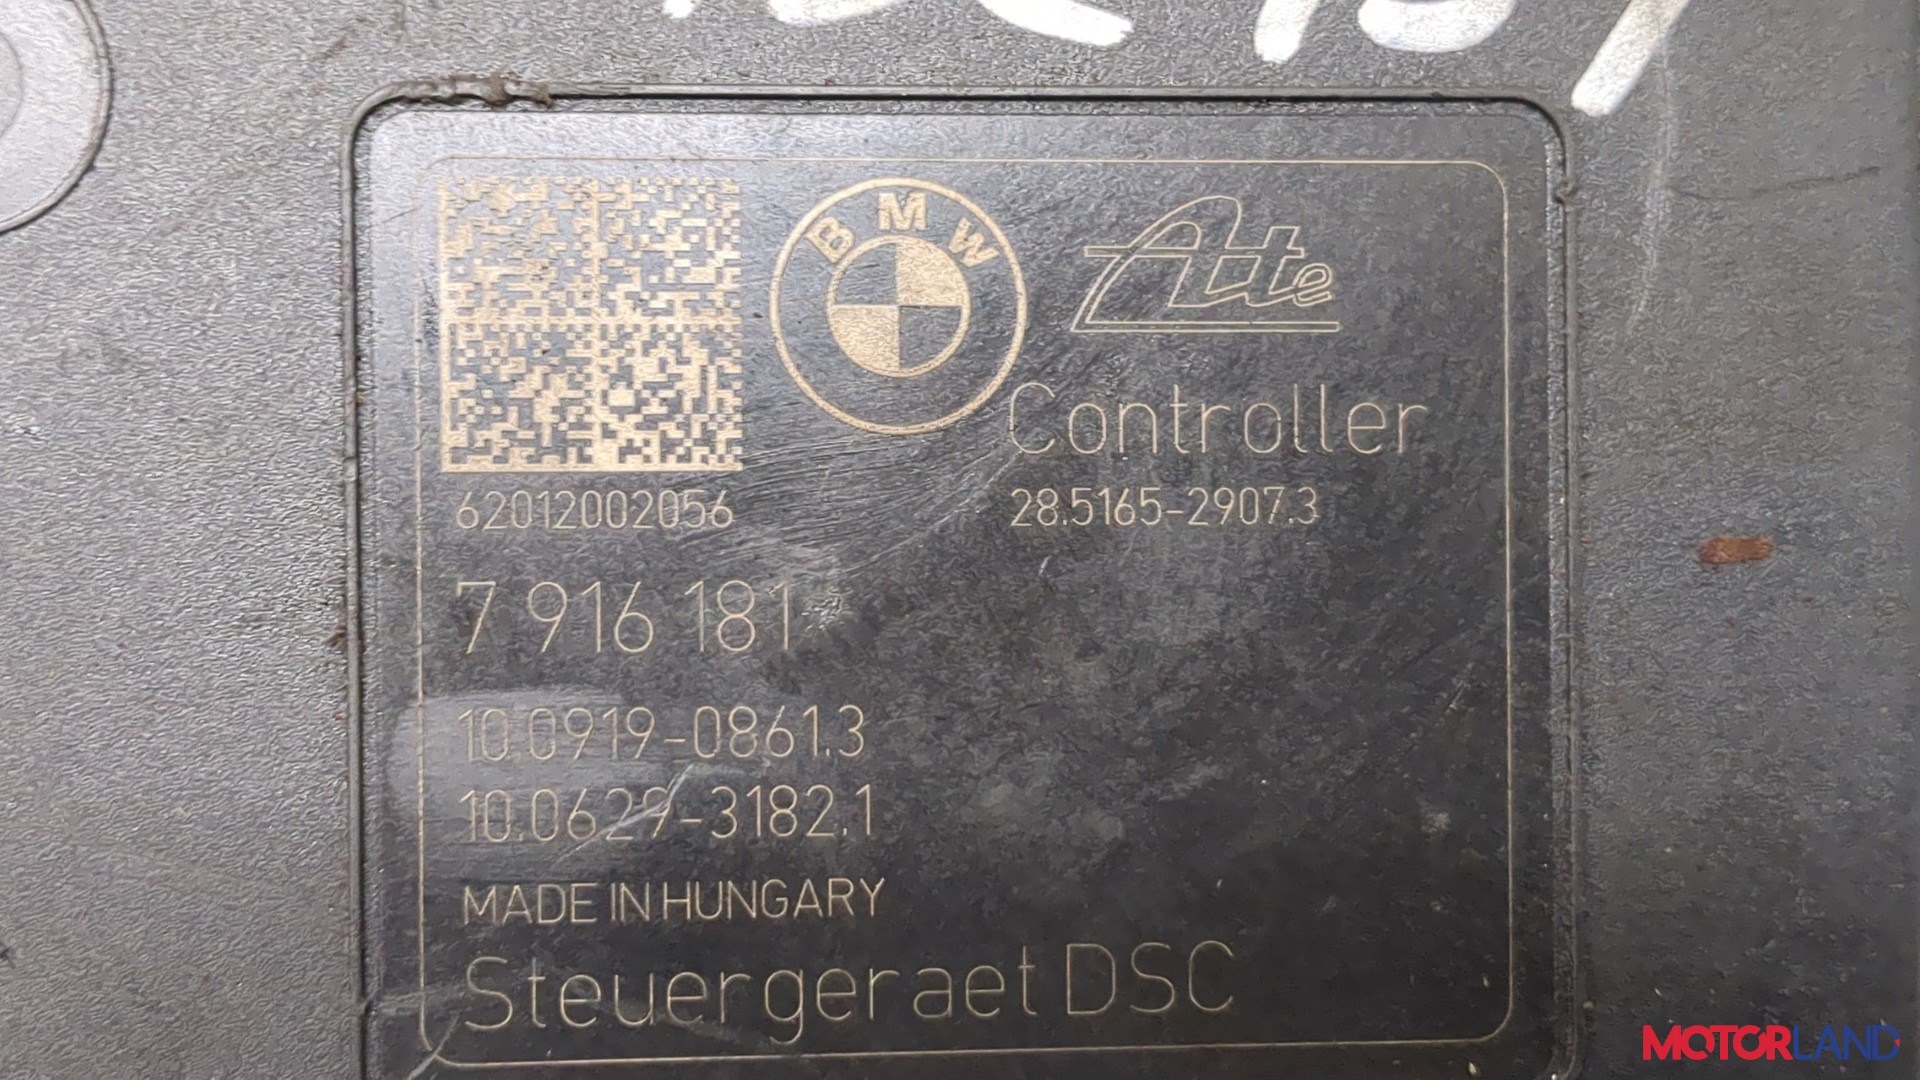 BMW
Ate
Controller
62012002056
28.5165-2907.3
7 916 181
10.0919-0861.3
10.0629-3182.1
MADE IN HUNGARY
Steuergeraet DSC
MOTORLAND